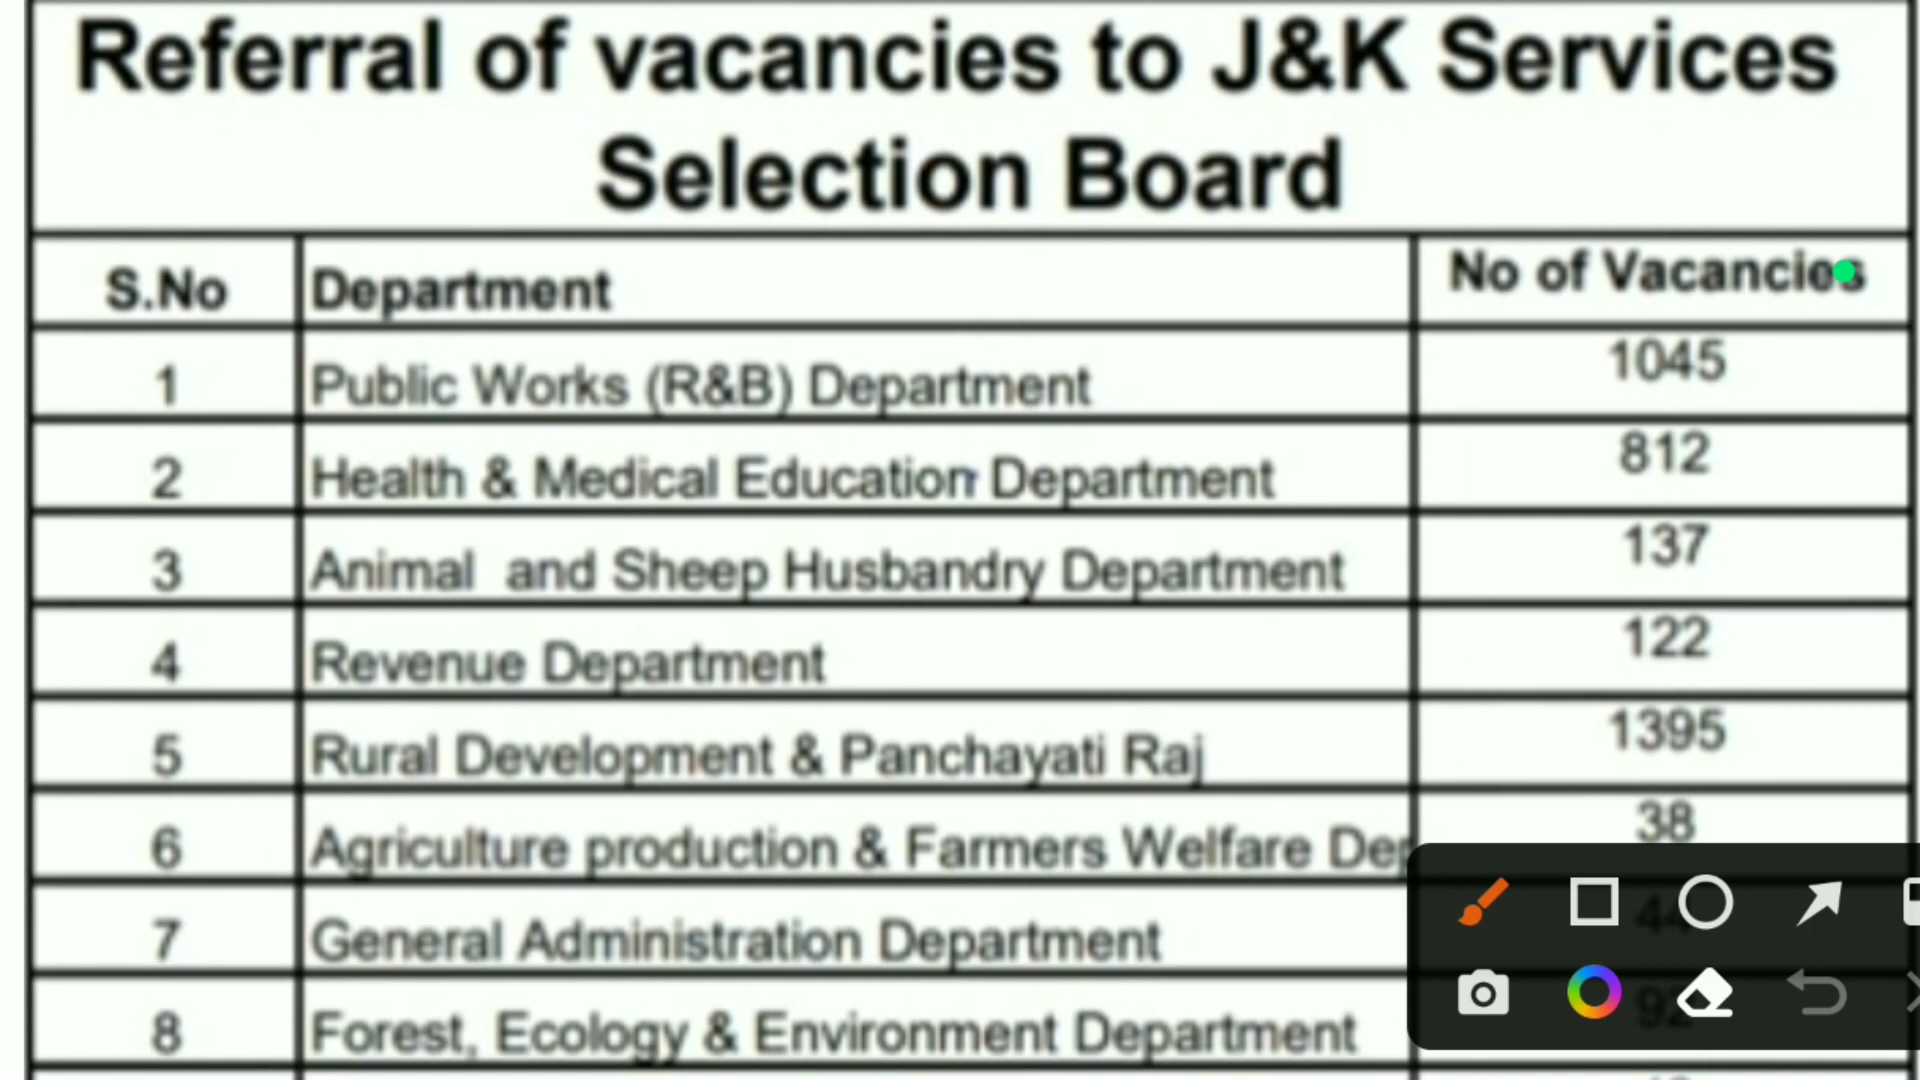 Referral of vacancies to J&K Services
Selection Board
S.No Department No of Vacancies
1 Public Works (R&B) Department 1045
2 Health & Medical Education Department 812
3 Animal and Sheep Husbandry Department 137
4 Revenue Department 122
5 Rural Development & Panchayati Raj 1395
6 Agriculture production & Farmers Welfare Dep 38
7 General Administration Department
8 Forest, Ecology & Environment Department